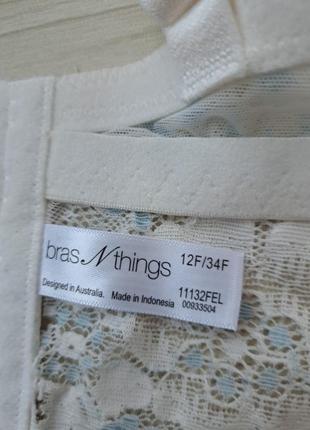 bras N things 12F/34F
Designed in Australia. Made in Indonesia 11132FEL
00933504